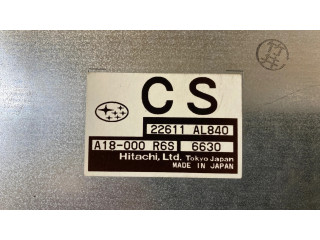 CS
22611 AL840
A18-000 R6S 6630
Hitachi, Ltd. Tokyo Japan
MADE IN JAPAN